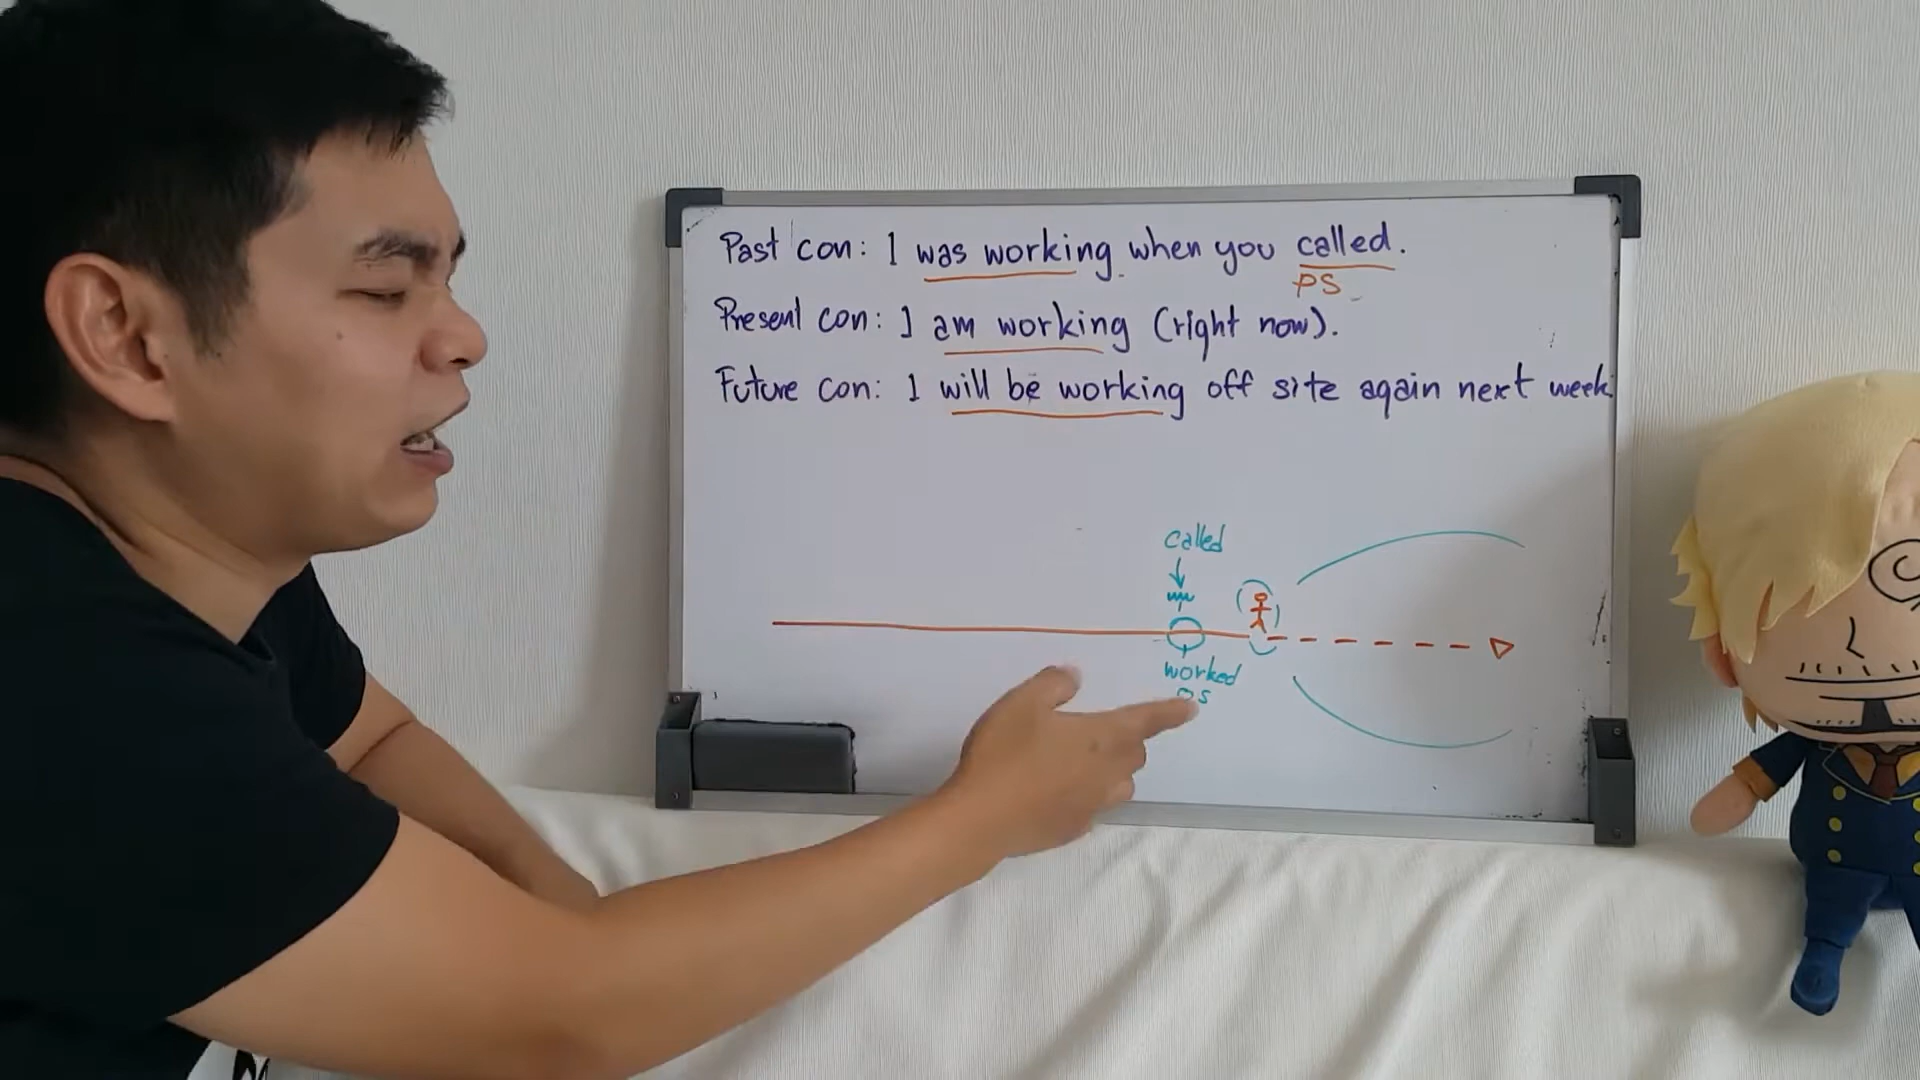 Past con: I was working when you called.
PS
Present con: I am working (right now).
Future con: I will be working off site again next week.
called
worked
PS